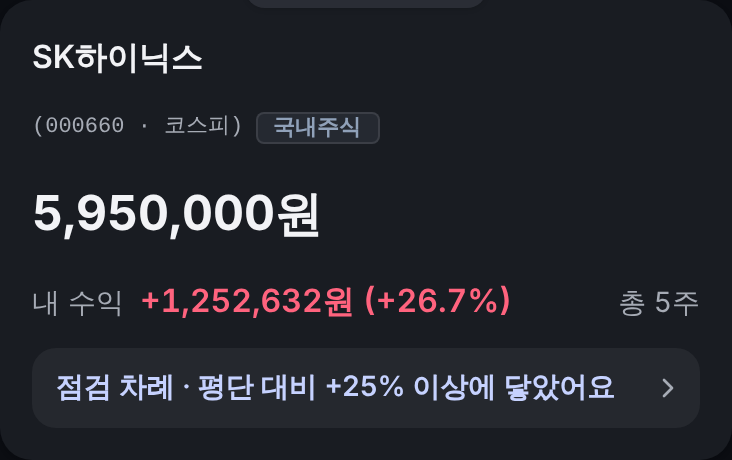 SK하이닉스
(000660 · 코스피) 국내주식
5,950,000원
내 수익 +1,252,632원 (+26.7%) 총 5주
점검 차례 · 평단 대비 +25% 이상에 닿았어요